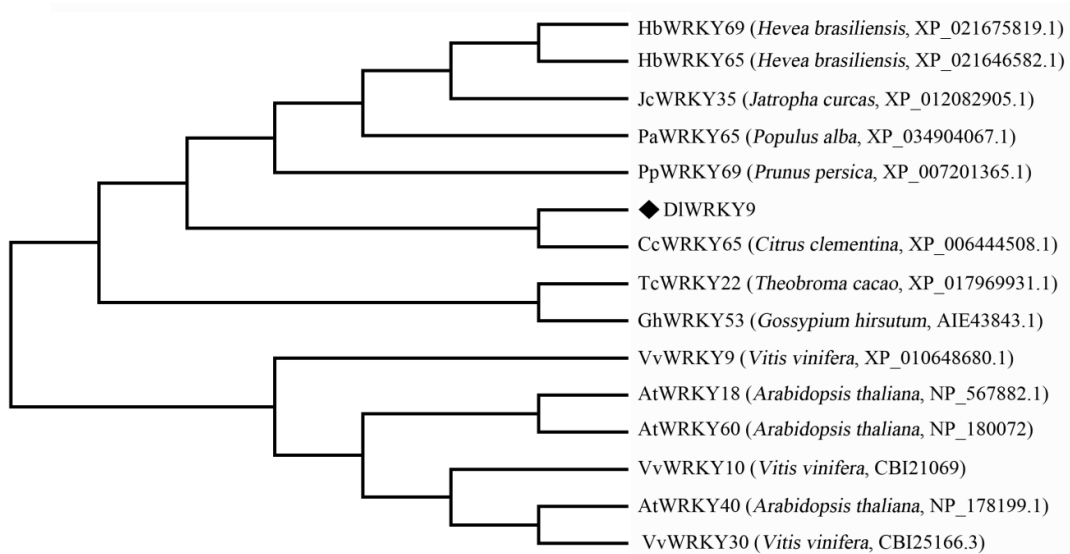 HbWRKY69 (Hevea brasiliensis, XP_021675819.1)
HbWRKY65 (Hevea brasiliensis, XP_021646582.1)
JcWRKY35 (Jatropha curcas, XP_012082905.1)
PaWRKY65 (Populus alba, XP_034904067.1)
PpWRKY69 (Prunus persica, XP_007201365.1)
◆ DlWRKY9
CcWRKY65 (Citrus clementina, XP_006444508.1)
TcWRKY22 (Theobroma cacao, XP_017969931.1)
GhWRKY53 (Gossypium hirsutum, AIE43843.1)
VvWRKY9 (Vitis vinifera, XP_010648680.1)
AtWRKY18 (Arabidopsis thaliana, NP_567882.1)
AtWRKY60 (Arabidopsis thaliana, NP_180072)
VvWRKY10 (Vitis vinifera, CBI21069)
AtWRKY40 (Arabidopsis thaliana, NP_178199.1)
VvWRKY30 (Vitis vinifera, CBI25166.3)